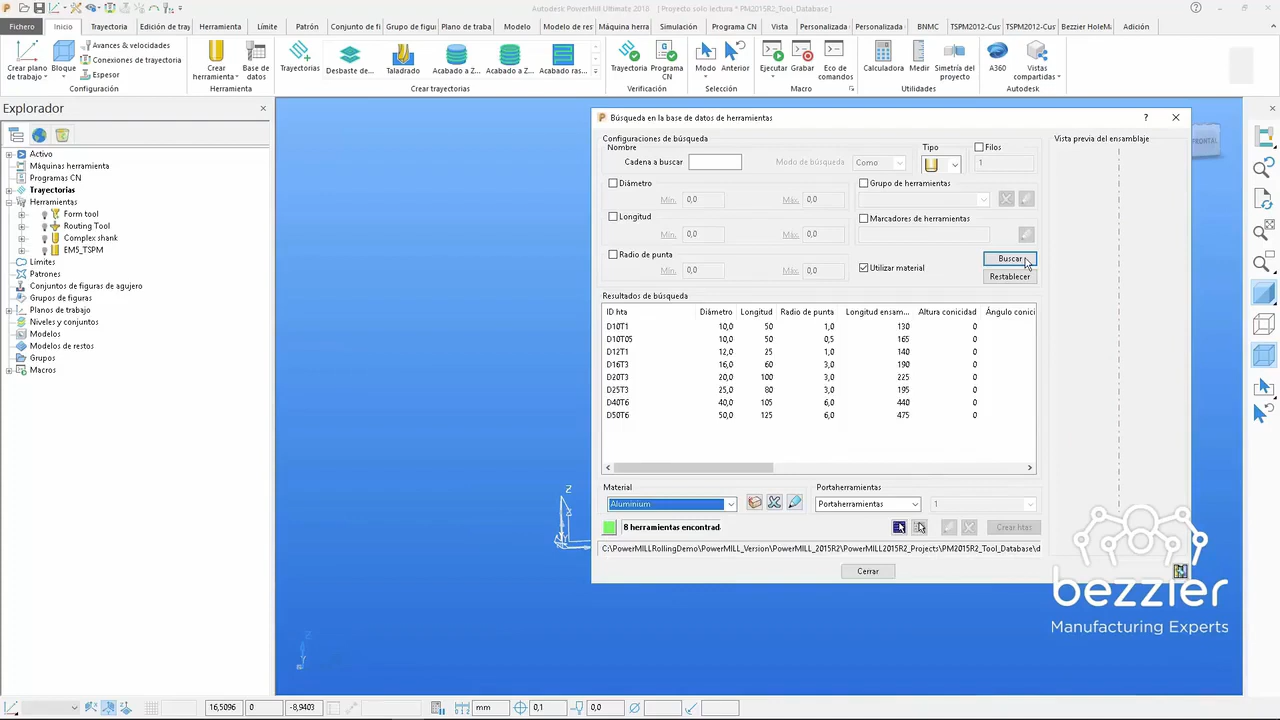 Autodesk PowerMill Ultimate 2018 [ Proyecto solo lectura * PM2015R2_Tool_Database ]
Fichero Inicio Trayectoria Edición de tray Herramienta Límite Patrón Conjunto de fi Grupo de figur Plano de traba Modelo Modelo de res Máquina herra Simulación Programa CN Vista Personalizada Personalizada BNMC TSPM2012-Cus TSPM2012-Cus Bezzier HoleM Adición
Crear plano de trabajo
Bloque
Avances & velocidades
Conexiones de trayectoria
Espesor
Configuración
Crear herramienta
Base de datos
Herramienta
Trayectorias
Desbaste de...
Taladrado
Acabado a Z...
Acabado a Z...
Acabado ras...
Crear trayectorias
Trayectoria
Programa CN
Verificación
Modo
Anterior
Selección
Ejecutar
Grabar
Eco de comandos
Macro
Calculadora
Medir
Simetría del proyecto
Utilidades
A360
Vistas compartidas
Autodesk
Explorador
Activo
Máquinas herramienta
Programas CN
Trayectorias
Herramientas
Form tool
Routing Tool
Complex shank
EM5_TSPM
Límites
Patrones
Conjuntos de figuras de agujero
Grupos de figuras
Planos de trabajo
Niveles y conjuntos
Modelos
Modelos de restos
Grupos
Macros
Búsqueda en la base de datos de herramientas
Configuraciones de búsqueda
Nombre
Cadena a buscar
Modo de búsqueda Como
Tipo
Filos
1
Diámetro
Mín. 0,0 Máx. 0,0
Grupo de herramientas
Longitud
Mín. 0,0 Máx. 0,0
Marcadores de herramientas
Radio de punta
Mín. 0,0 Máx. 0,0
Utilizar material
Buscar
Restablecer
Vista previa del ensamblaje
Resultados de búsqueda
ID hta Diámetro Longitud Radio de punta Longitud ensam... Altura conicidad Ángulo conici
D10T1 10,0 50 1,0 130 0
D10T05 10,0 50 0,5 165 0
D12T1 12,0 25 1,0 140 0
D16T3 16,0 60 3,0 190 0
D20T3 20,0 100 3,0 225 0
D25T3 25,0 80 3,0 195 0
D40T6 40,0 105 6,0 440 0
D50T6 50,0 125 6,0 475 0
Material
Aluminium
Portaherramientas
Portaherramientas 1
8 herramientas encontrad
Crear htas
C:\PowerMILLRollingDemo\PowerMILL_Version\PowerMILL_2015R2\PowerMILL2015R2_Projects\PM2015R2_Tool_Database\d
Cerrar
FRONTAL
Z
Z
bezzier
Manufacturing Experts
16,5096 0 -8,9403 mm 0,1 0,0